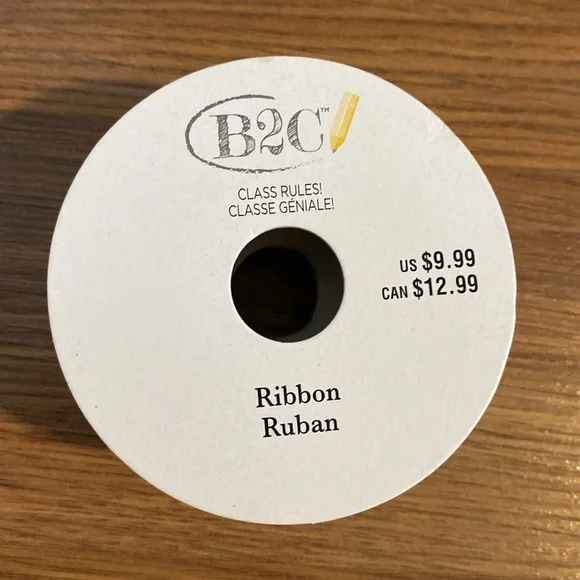 B2C™
CLASS RULES!
CLASSE GÉNIALE!
US $9.99
CAN $12.99
Ribbon
Ruban